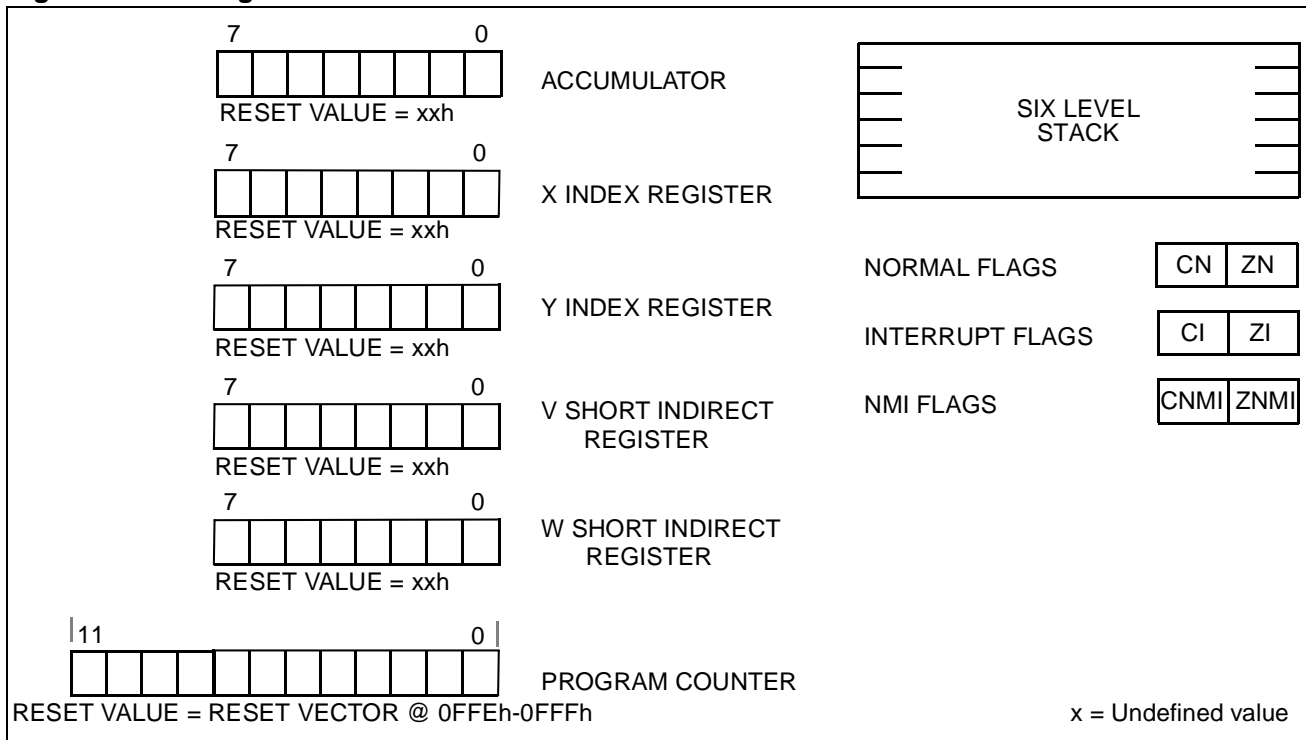 7 0
ACCUMULATOR
RESET VALUE = xxh
7 0
X INDEX REGISTER
RESET VALUE = xxh
7 0
Y INDEX REGISTER
RESET VALUE = xxh
7 0
V SHORT INDIRECT
REGISTER
RESET VALUE = xxh
7 0
W SHORT INDIRECT
REGISTER
RESET VALUE = xxh
11 0
PROGRAM COUNTER
RESET VALUE = RESET VECTOR @ 0FFEh-0FFFh
SIX LEVEL
STACK
NORMAL FLAGS CN ZN
INTERRUPT FLAGS CI ZI
NMI FLAGS CNMI ZNMI
x = Undefined value